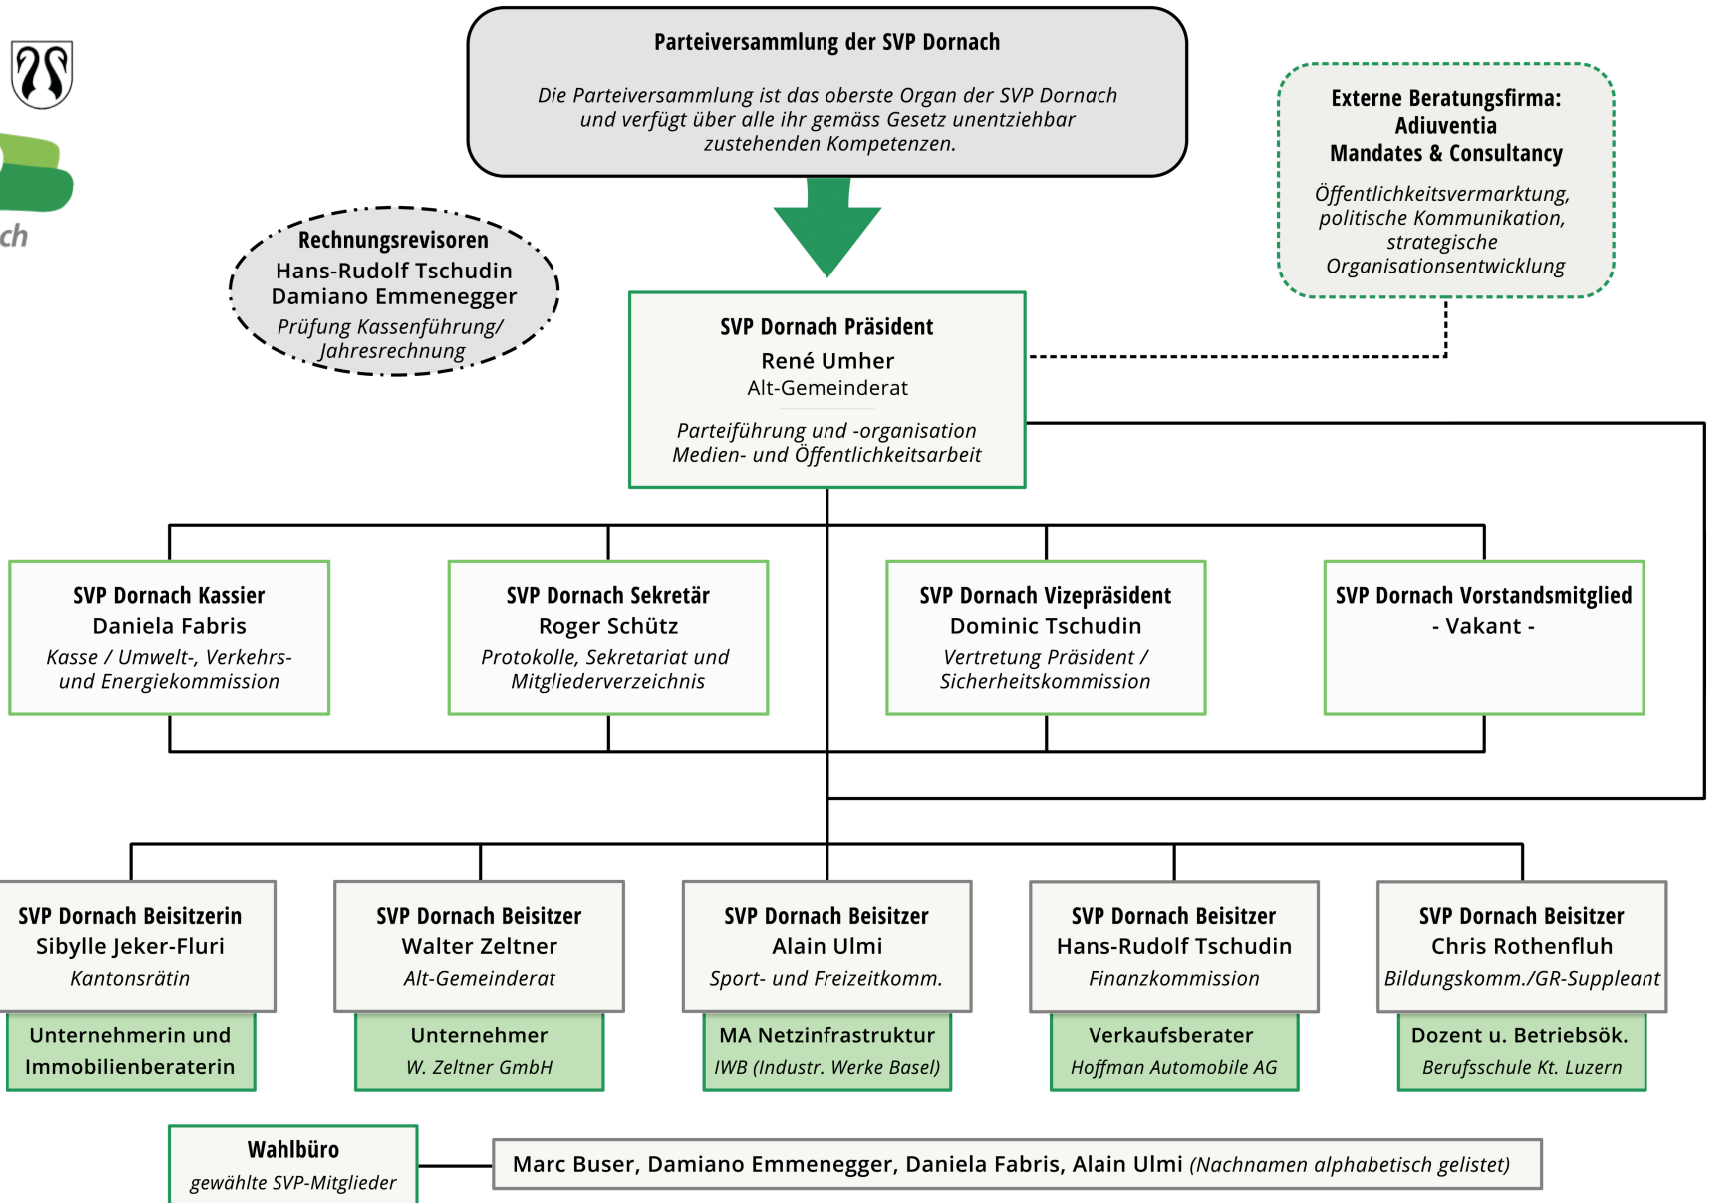 Parteiversammlung der SVP Dornach
Die Parteiversammlung ist das oberste Organ der SVP Dornach
und verfügt über alle ihr gemäss Gesetz unentziehbar
zustehenden Kompetenzen.
Externe Beratungsfirma:
Adiuventia
Mandates & Consultancy
Öffentlichkeitsvermarktung,
politische Kommunikation,
strategische
Organisationsentwicklung
ch
Rechnungsrevisoren
Hans-Rudolf Tschudin
Damiano Emmenegger
Prüfung Kassenführung/
Jahresrechnung
SVP Dornach Präsident
René Umher
Alt-Gemeinderat
Parteiführung und -organisation
Medien- und Öffentlichkeitsarbeit
SVP Dornach Kassier
Daniela Fabris
Kasse / Umwelt-, Verkehrs-
und Energiekommission
SVP Dornach Sekretär
Roger Schütz
Protokolle, Sekretariat und
Mitgliederverzeichnis
SVP Dornach Vizepräsident
Dominic Tschudin
Vertretung Präsident /
Sicherheitskommission
SVP Dornach Vorstandsmitglied
- Vakant -
SVP Dornach Beisitzerin
Sibylle Jeker-Fluri
Kantonsrätin
Unternehmerin und
Immobilienberaterin
SVP Dornach Beisitzer
Walter Zeltner
Alt-Gemeinderat
Unternehmer
W. Zeltner GmbH
SVP Dornach Beisitzer
Alain Ulmi
Sport- und Freizeitkomm.
MA Netzinfrastruktur
IWB (Industr. Werke Basel)
SVP Dornach Beisitzer
Hans-Rudolf Tschudin
Finanzkommission
Verkaufsberater
Hoffman Automobile AG
SVP Dornach Beisitzer
Chris Rothenfluh
Bildungskomm./GR-Suppleant
Dozent u. Betriebsök.
Berufsschule Kt. Luzern
Wahlbüro
gewählte SVP-Mitglieder
Marc Buser, Damiano Emmenegger, Daniela Fabris, Alain Ulmi (Nachnamen alphabetisch gelistet)